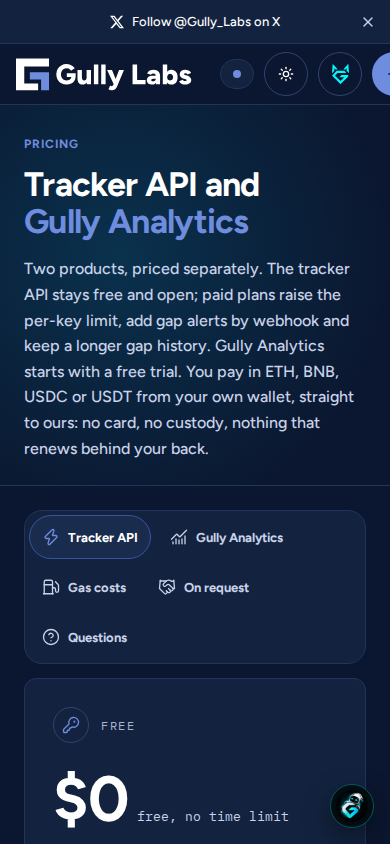 Follow @Gully_Labs on X
Gully Labs
PRICING
Tracker API and
Gully Analytics
Two products, priced separately. The tracker
API stays free and open; paid plans raise the
per-key limit, add gap alerts by webhook and
keep a longer gap history. Gully Analytics
starts with a free trial. You pay in ETH, BNB,
USDC or USDT from your own wallet, straight
to ours: no card, no custody, nothing that
renews behind your back.
Tracker API
Gully Analytics
Gas costs
On request
Questions
FREE
$0 free, no time limit